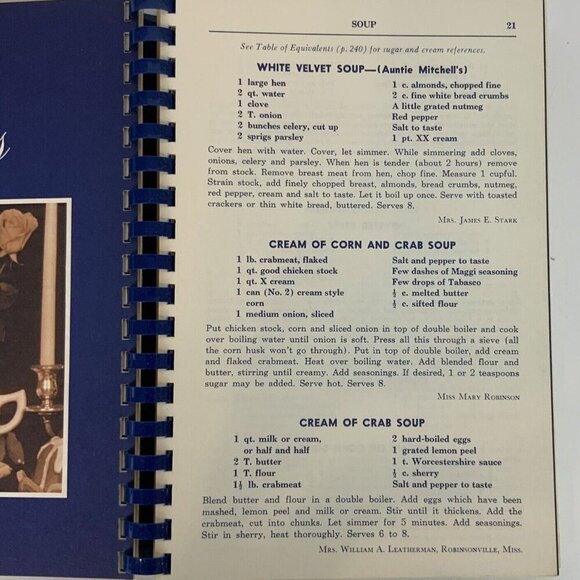 s
SOUP 21
See Table of Equivalents (p. 240) for sugar and cream references.
WHITE VELVET SOUP—(Auntie Mitchell's)
1 large hen
2 qt. water
1 clove
2 T. onion
2 bunches celery, cut up
2 sprigs parsley
1 c. almonds, chopped fine
2 c. fine white bread crumbs
A little grated nutmeg
Red pepper
Salt to taste
1 pt. XX cream
Cover hen with water. Cover, let simmer. While simmering add cloves,
onions, celery and parsley. When hen is tender (about 2 hours) remove
from stock. Remove breast meat from hen, chop fine. Measure 1 cupful.
Strain stock, add finely chopped breast, almonds, bread crumbs, nutmeg,
red pepper, cream and salt to taste. Let it boil up once. Serve with toasted
crackers or thin white bread, buttered. Serves 8.
MRS. JAMES E. STARK
CREAM OF CORN AND CRAB SOUP
1 lb. crabmeat, flaked
1 qt. good chicken stock
1 qt. X cream
1 can (No. 2) cream style
corn
1 medium onion, sliced
Salt and pepper to taste
Few dashes of Maggi seasoning
Few drops of Tabasco
½ c. melted butter
½ c. sifted flour
Put chicken stock, corn and sliced onion in top of double boiler and cook
over boiling water until onion is soft. Press all this through a sieve (all
the corn husk won't go through). Put in top of double boiler, add cream
and flaked crabmeat. Heat over boiling water. Add blended flour and
butter, stirring until creamy. Add seasonings. If desired, 1 or 2 teaspoons
sugar may be added. Serve hot. Serves 8.
MISS MARY ROBINSON
CREAM OF CRAB SOUP
1 qt. milk or cream,
or half and half
2 T. butter
1 T. flour
1½ lb. crabmeat
2 hard-boiled eggs
1 grated lemon peel
1 t. Worcestershire sauce
½ c. sherry
Salt and pepper to taste
Blend butter and flour in a double boiler. Add eggs which have been
mashed, lemon peel and milk or cream. Stir until it thickens. Add the
crabmeat, cut into chunks. Let simmer for 5 minutes. Add seasonings.
Stir in sherry, heat thoroughly. Serves 6 to 8.
MRS. WILLIAM A. LEATHERMAN, ROBINSONVILLE, MISS.